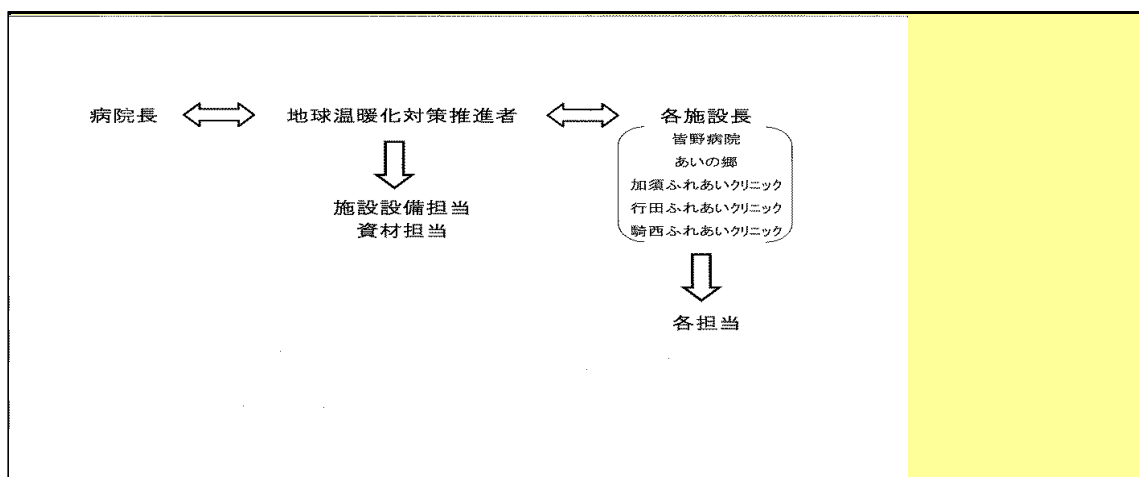 病院長
地球温暖化対策推進者
各施設長
皆野病院
あいの郷
加須ふれあいクリニック
行田ふれあいクリニック
騎西ふれあいクリニック
施設設備担当
資材担当
各担当